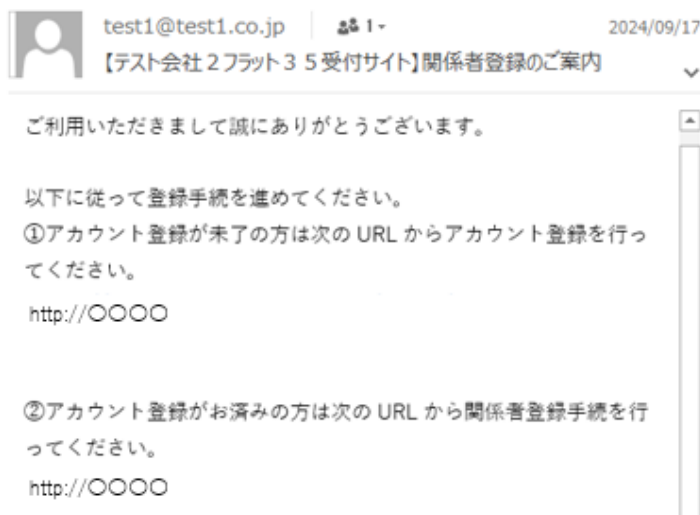 test1@test1.co.jp 1 2024/09/17
【テスト会社２フラット３５受付サイト】関係者登録のご案内
ご利用いただきまして誠にありがとうございます。
以下に従って登録手続を進めてください。
①アカウント登録が未了の方は次の URL からアカウント登録を行っ
てください。
http://〇〇〇〇
②アカウント登録がお済みの方は次の URL から関係者登録手続を行
ってください。
http://〇〇〇〇